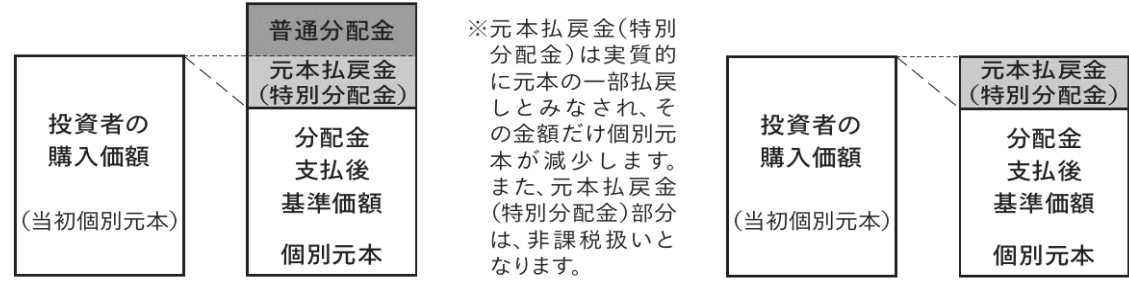 投資者の
購入価額
(当初個別元本)
普通分配金
元本払戻金
(特別分配金)
分配金
支払後
基準価額
個別元本
※元本払戻金(特別
分配金)は実質的
に元本の一部払戻
しとみなされ、そ
の金額だけ個別元
本が減少します。
また、元本払戻金
(特別分配金)部分
は、非課税扱いと
なります。
投資者の
購入価額
(当初個別元本)
元本払戻金
(特別分配金)
分配金
支払後
基準価額
個別元本